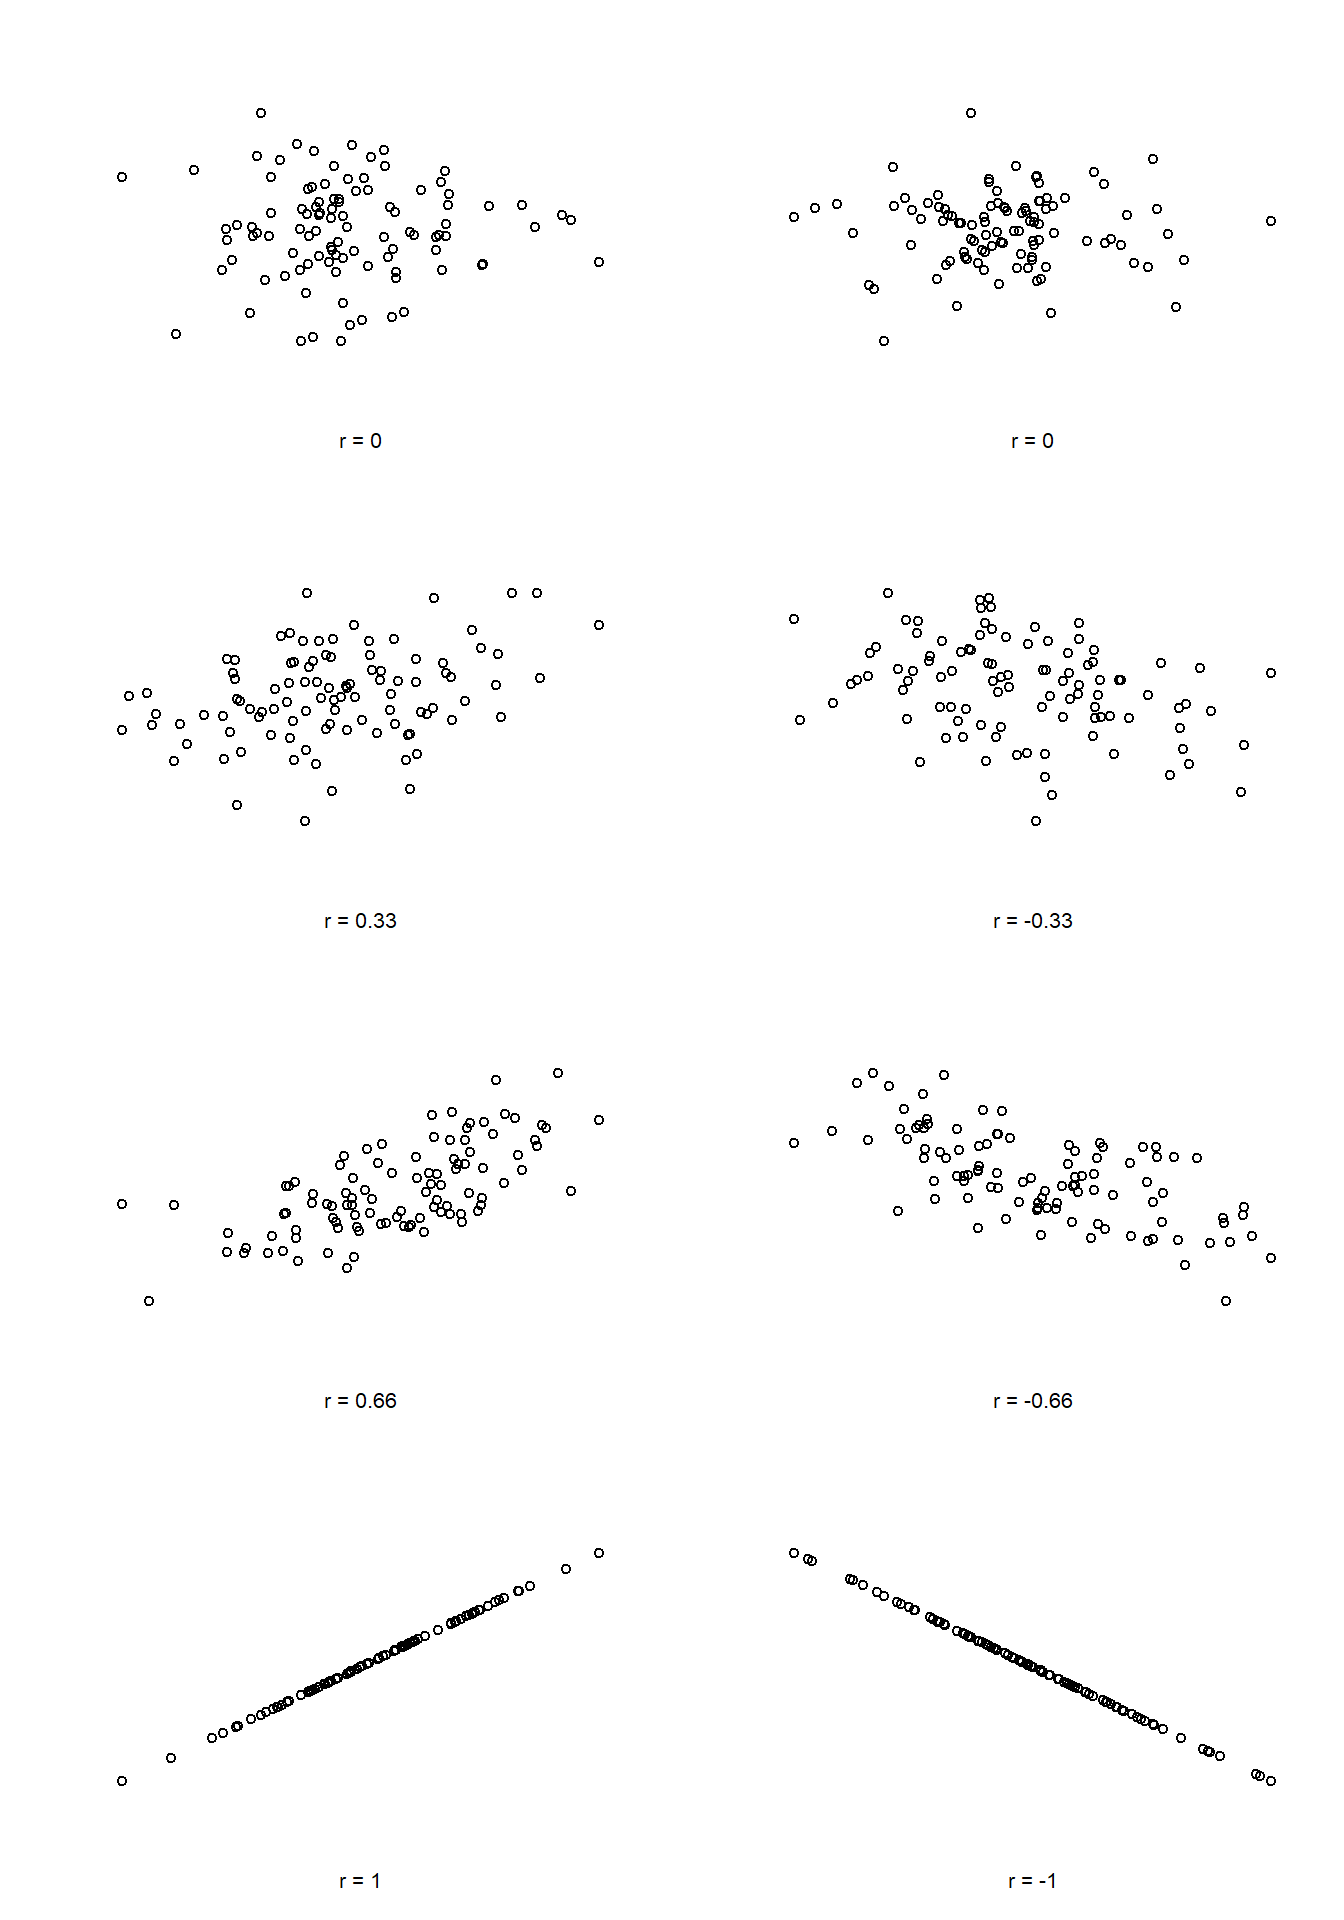 r = 0
r = 0
r = 0.33
r = -0.33
r = 0.66
r = -0.66
r = 1
r = -1